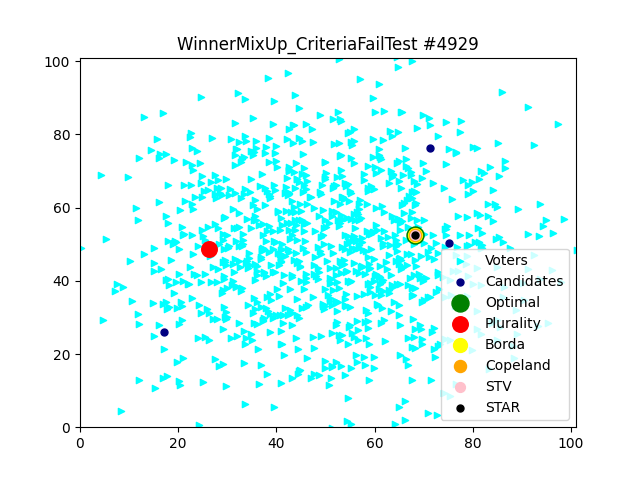 WinnerMixUp_CriteriaFailTest #4929
100
80
60
40
20
0
0 20 40 60 80 100
Voters
Candidates
Optimal
Plurality
Borda
Copeland
STV
STAR